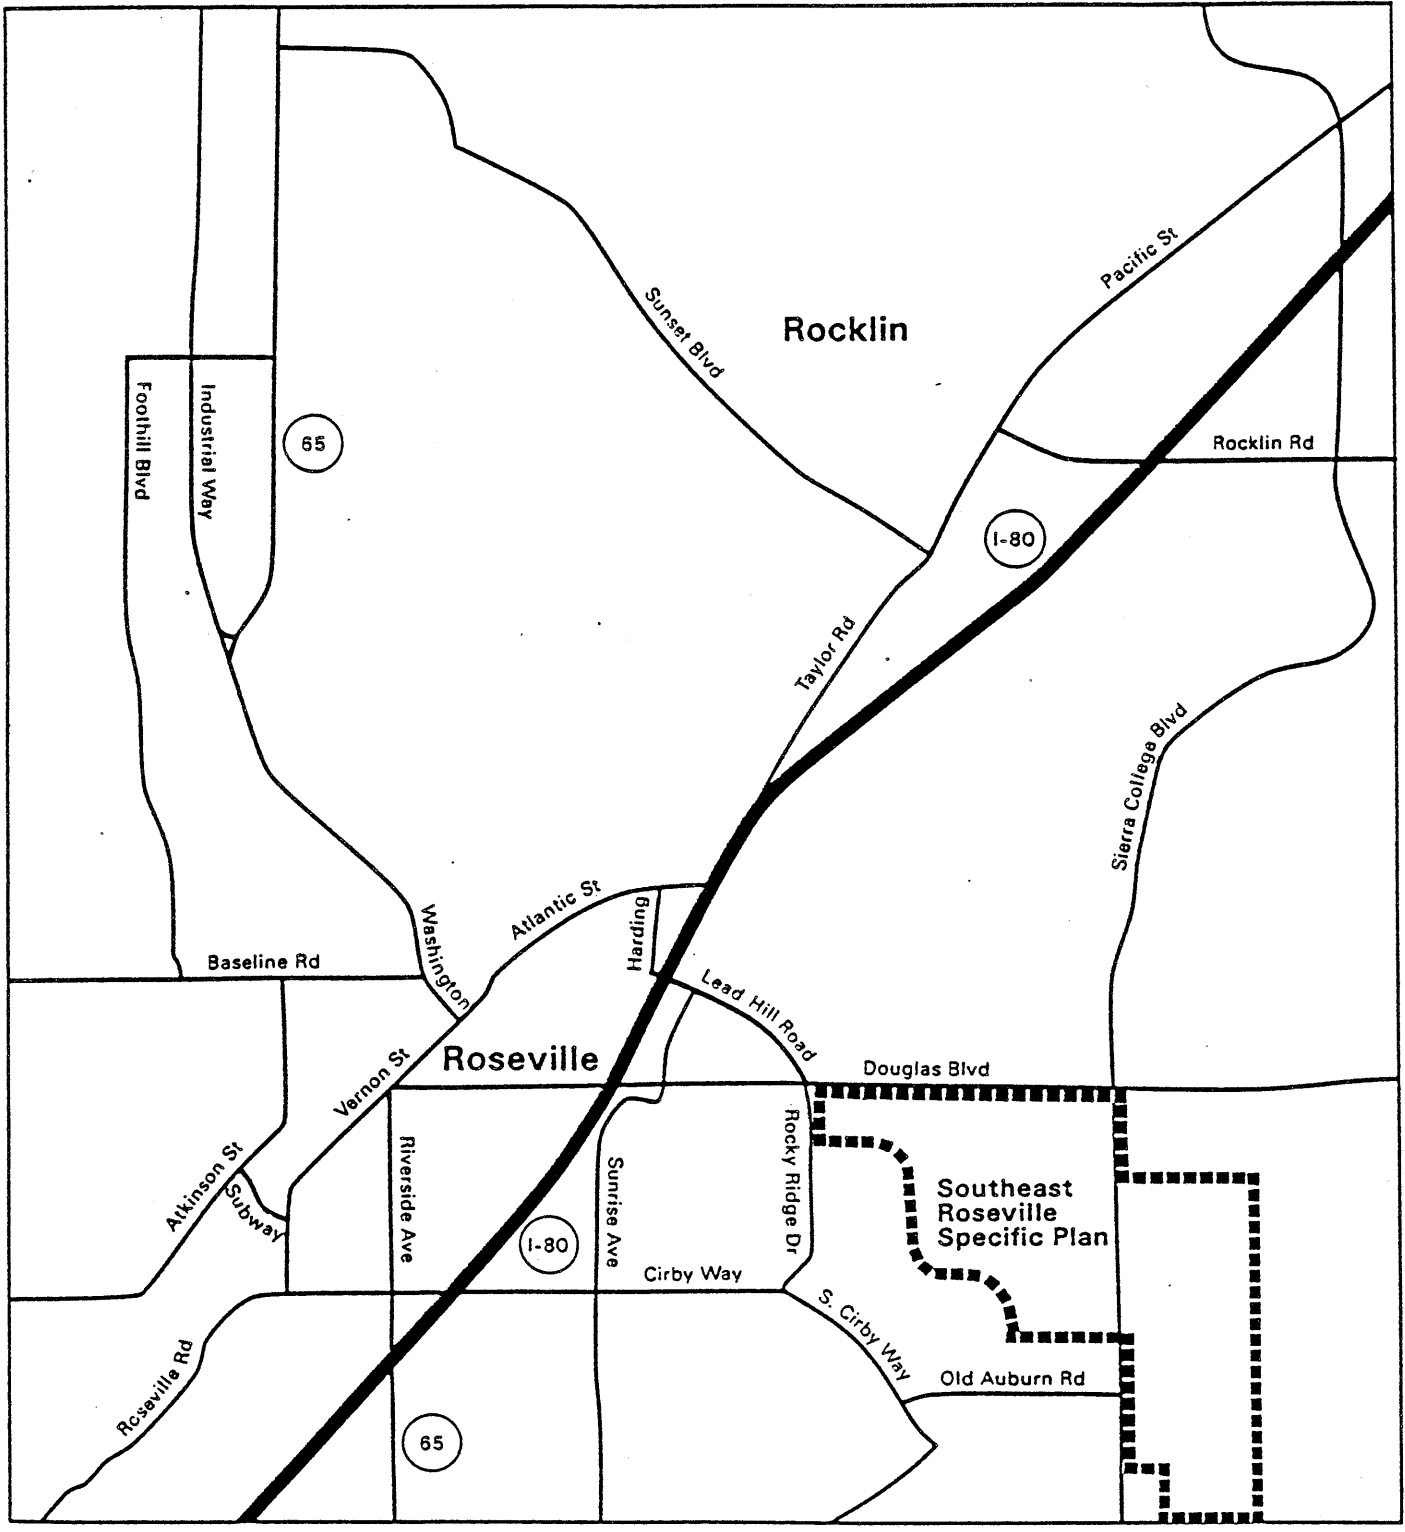 Pacific St
Sunset Blvd
Rocklin
Foothill Blvd
Industrial Way
65
Rocklin Rd
I-80
Taylor Rd
Sierra College Blvd
Atlantic St
Harding
Washington
Baseline Rd
Lead Hill Road
Roseville
Vernon St
Douglas Blvd
Atkinson St
Subway
Riverside Ave
Sunrise Ave
Rocky Ridge Dr
Southeast
Roseville
Specific Plan
I-80
Cirby Way
S. Cirby Way
Roseville Rd
Old Auburn Rd
65